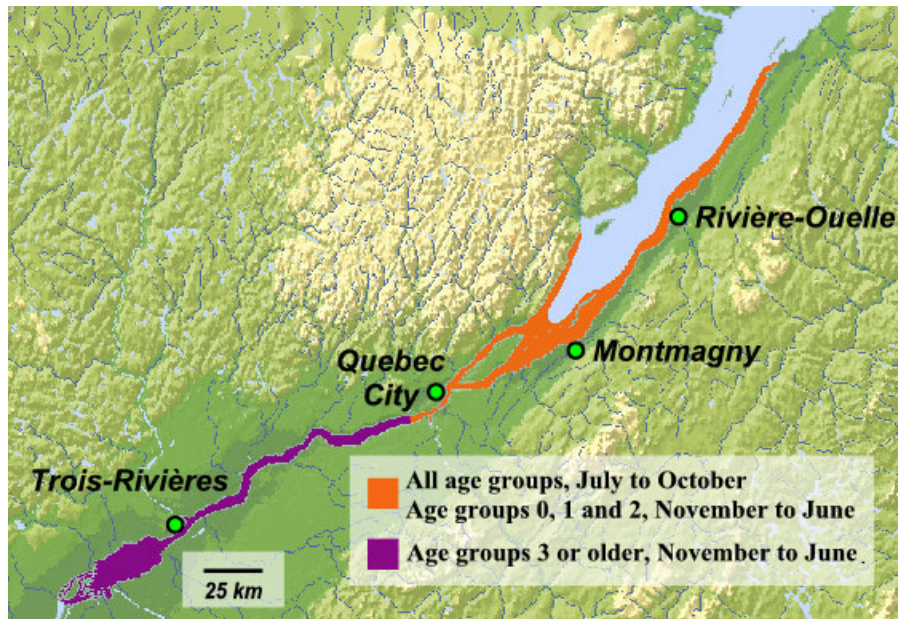 Rivière-Ouelle
Montmagny
Quebec
City
Trois-Rivières
25 km
All age groups, July to October
Age groups 0, 1 and 2, November to June
Age groups 3 or older, November to June.